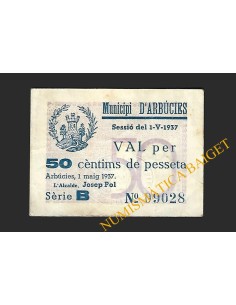 Municipi D'ARBÚCIES
Sessió del 1-V-1937
VAL per
50 cèntims de pesseta
Arbúcies, 1 maig 1937.
L'Alcalde, Josep Pol
Sèrie B Nº 09028
NUMISMÀTICA BAIGET